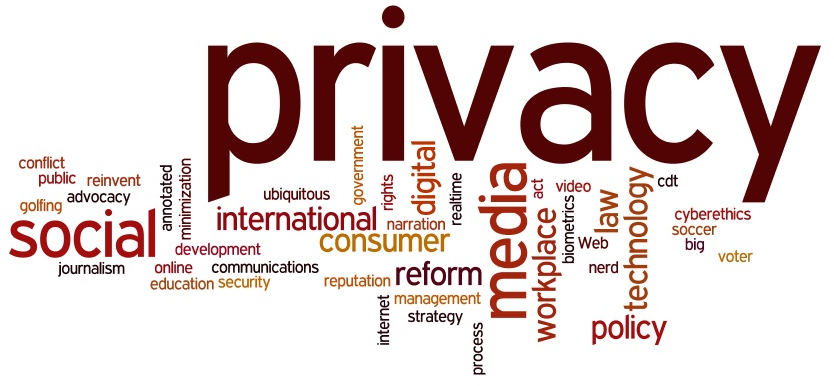 privacy
conflict
public
reinvent
advocacy
golfing
social
journalism
annotated
minimization
ubiquitous
international
development
online
communications
education
security
government
rights
digital
realtime
narration
consumer
reputation
reform
management
internet
strategy
process
media
act
video
workplace
biometrics
law
Web
nerd
technology
policy
cdt
cyberethics
soccer
big
voter